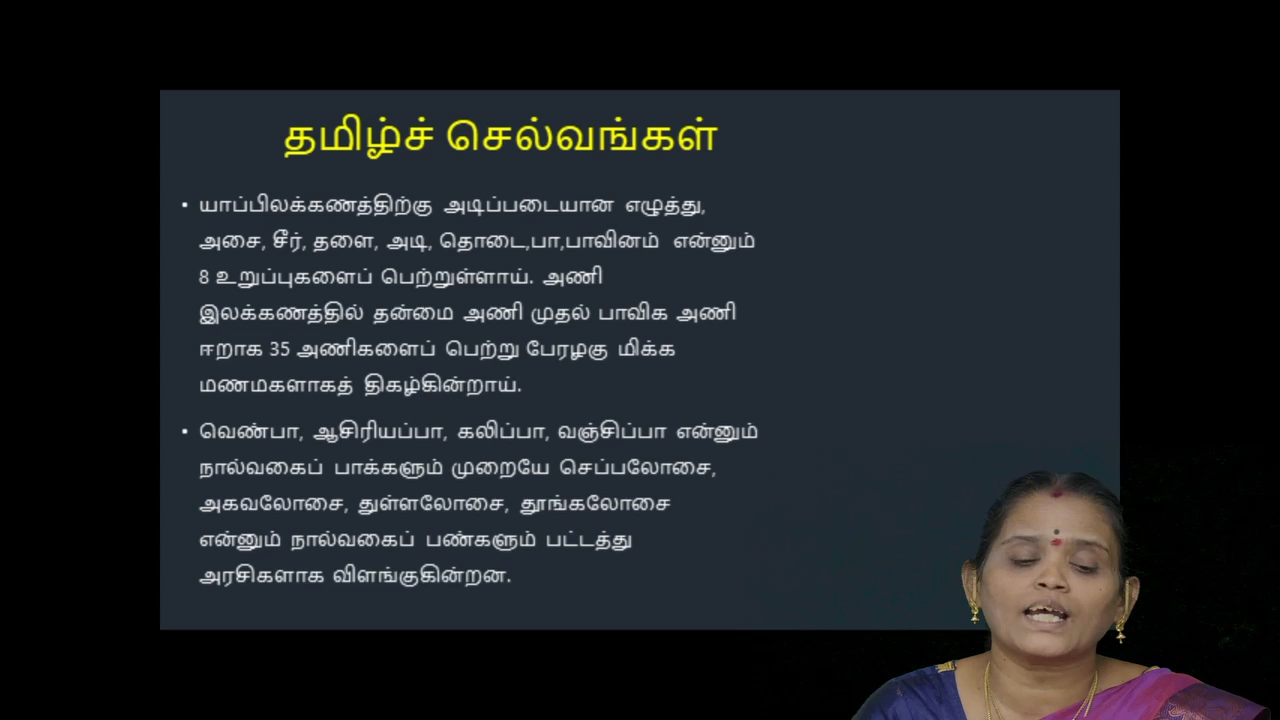 தமிழ்ச் செல்வங்கள்
• யாப்பிலக்கணத்திற்கு அடிப்படையான எழுத்து,
அசை, சீர், தளை, அடி, தொடை,பா,பாவினம் என்னும்
8 உறுப்புகளைப் பெற்றுள்ளாய். அணி
இலக்கணத்தில் தன்மை அணி முதல் பாவிக அணி
ஈறாக 35 அணிகளைப் பெற்று பேரழகு மிக்க
மணமகளாகத் திகழ்கின்றாய்.
• வெண்பா, ஆசிரியப்பா, கலிப்பா, வஞ்சிப்பா என்னும்
நால்வகைப் பாக்களும் முறையே செப்பலோசை,
அகவலோசை, துள்ளலோசை, தூங்கலோசை
என்னும் நால்வகைப் பண்களும் பட்டத்து
அரசிகளாக விளங்குகின்றன.